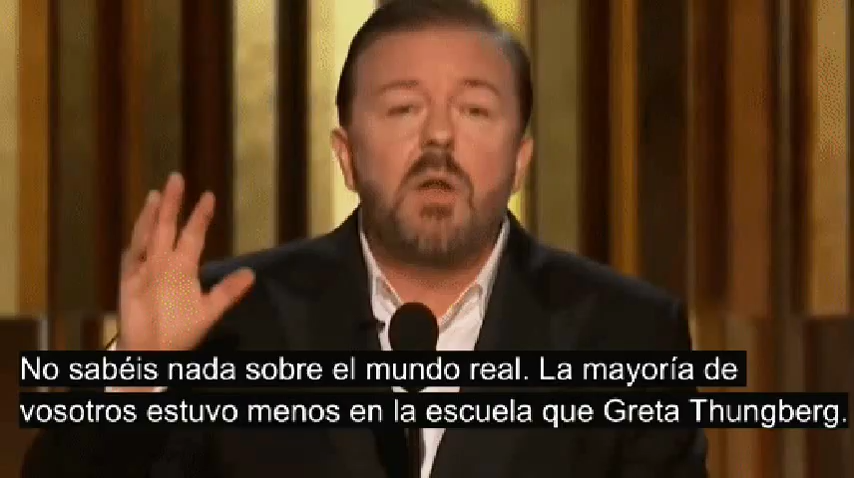 No sabéis nada sobre el mundo real. La mayoría de
vosotros estuvo menos en la escuela que Greta Thungberg.